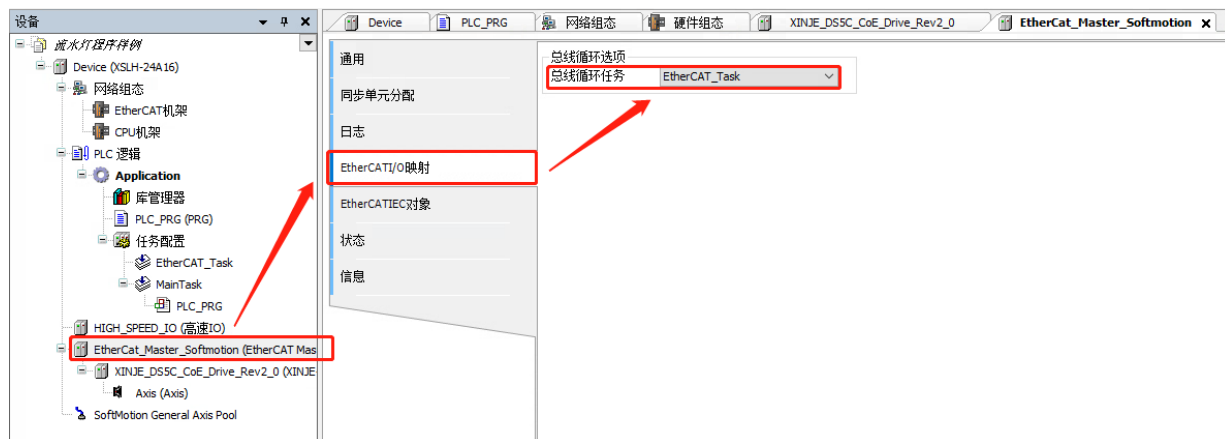 设备
流水灯程序样例
Device (XSLH-24A16)
网络组态
EtherCAT机架
CPU机架
PLC 逻辑
Application
库管理器
PLC_PRG (PRG)
任务配置
EtherCAT_Task
MainTask
PLC_PRG
HIGH_SPEED_IO (高速IO)
EtherCat_Master_Softmotion (EtherCAT Mas
XINJE_DS5C_CoE_Drive_Rev2_0 (XINJE
Axis (Axis)
SoftMotion General Axis Pool
Device
PLC_PRG
网络组态
硬件组态
XINJE_DS5C_CoE_Drive_Rev2_0
EtherCat_Master_Softmotion
通用
同步单元分配
日志
EtherCATI/O映射
EtherCATIEC对象
状态
信息
总线循环选项
总线循环任务 EtherCAT_Task